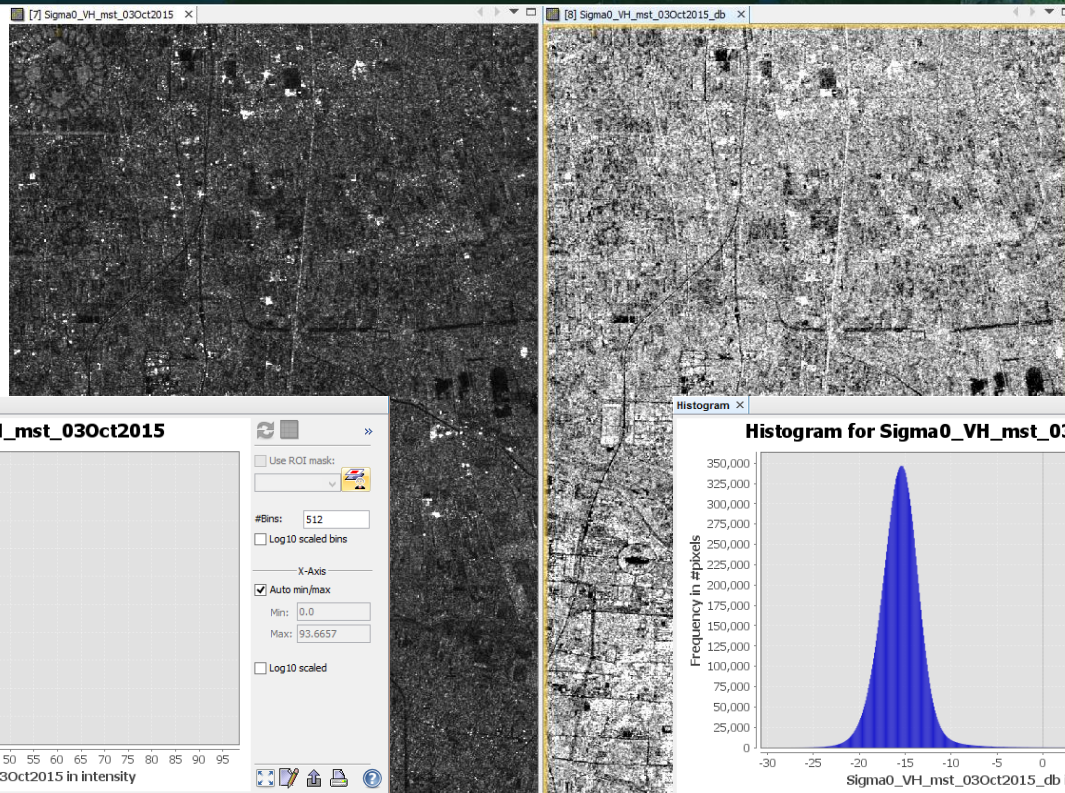 [7] Sigma0_VH_mst_03Oct2015
[8] Sigma0_VH_mst_03Oct2015_db
_mst_03Oct2015
»
Use ROI mask:
#Bins: 512
Log10 scaled bins
X-Axis
Auto min/max
Min: 0.0
Max: 93.6657
Log10 scaled
50 55 60 65 70 75 80 85 90 95
3Oct2015 in intensity
Histogram
Histogram for Sigma0_VH_mst_03
Frequency in #pixels
350,000
325,000
300,000
275,000
250,000
225,000
200,000
175,000
150,000
125,000
100,000
75,000
50,000
25,000
0
-30 -25 -20 -15 -10 -5 0
Sigma0_VH_mst_03Oct2015_db